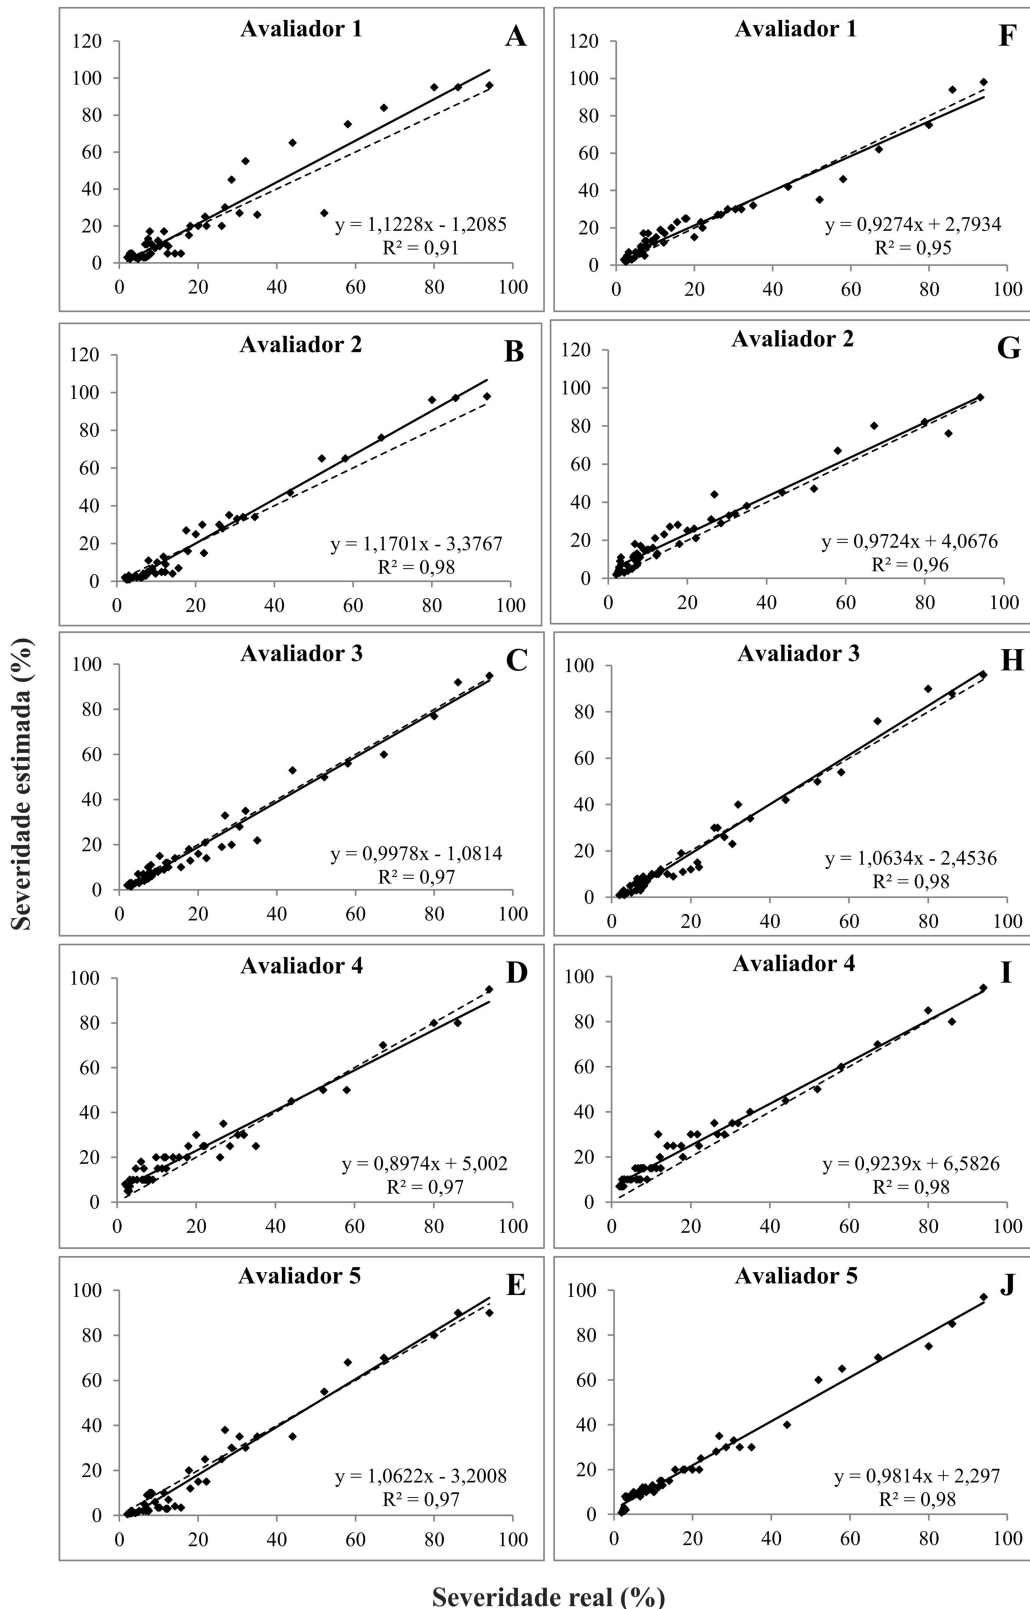 Avaliador 1
A
120
100
80
60
40
20
0
y = 1,1228x - 1,2085
R² = 0,91
0 20 40 60 80 100
Avaliador 1
F
120
100
80
60
40
20
0
y = 0,9274x + 2,7934
R² = 0,95
0 20 40 60 80 100
Avaliador 2
B
120
100
80
60
40
20
0
y = 1,1701x - 3,3767
R² = 0,98
0 20 40 60 80 100
Avaliador 2
G
120
100
80
60
40
20
0
y = 0,9724x + 4,0676
R² = 0,96
0 20 40 60 80 100
Avaliador 3
C
100
80
60
40
20
0
y = 0,9978x - 1,0814
R² = 0,97
0 20 40 60 80 100
Avaliador 3
H
100
80
60
40
20
0
y = 1,0634x - 2,4536
R² = 0,98
0 20 40 60 80 100
Avaliador 4
D
100
80
60
40
20
0
y = 0,8974x + 5,002
R² = 0,97
0 20 40 60 80 100
Avaliador 4
I
100
80
60
40
20
0
y = 0,9239x + 6,5826
R² = 0,98
0 20 40 60 80 100
Avaliador 5
E
100
80
60
40
20
0
y = 1,0622x - 3,2008
R² = 0,97
0 20 40 60 80 100
Avaliador 5
J
100
80
60
40
20
0
y = 0,9814x + 2,297
R² = 0,98
0 20 40 60 80 100
Severidade estimada (%)
Severidade real (%)